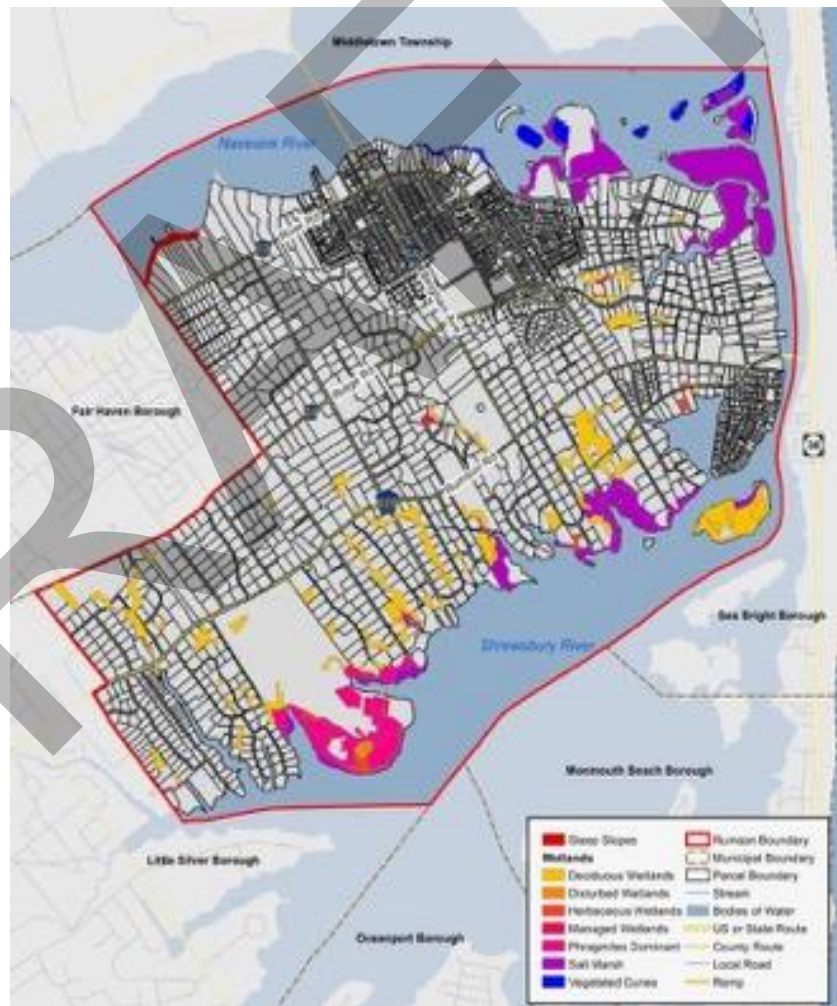 Middletown Township
Navesink River
Fair Haven Borough
Sea Bright Borough
Shrewsbury River
Monmouth Beach Borough
Little Silver Borough
Oceanport Borough
Steep Slopes
Wetlands
Deciduous Wetlands
Disturbed Wetlands
Herbaceous Wetlands
Managed Wetlands
Phragmites Dominant
Salt Marsh
Vegetated Dunes
Rumson Boundary
Municipal Boundary
Parcel Boundary
Stream
Bodies of Water
US or State Route
County Route
Local Road
Ramp